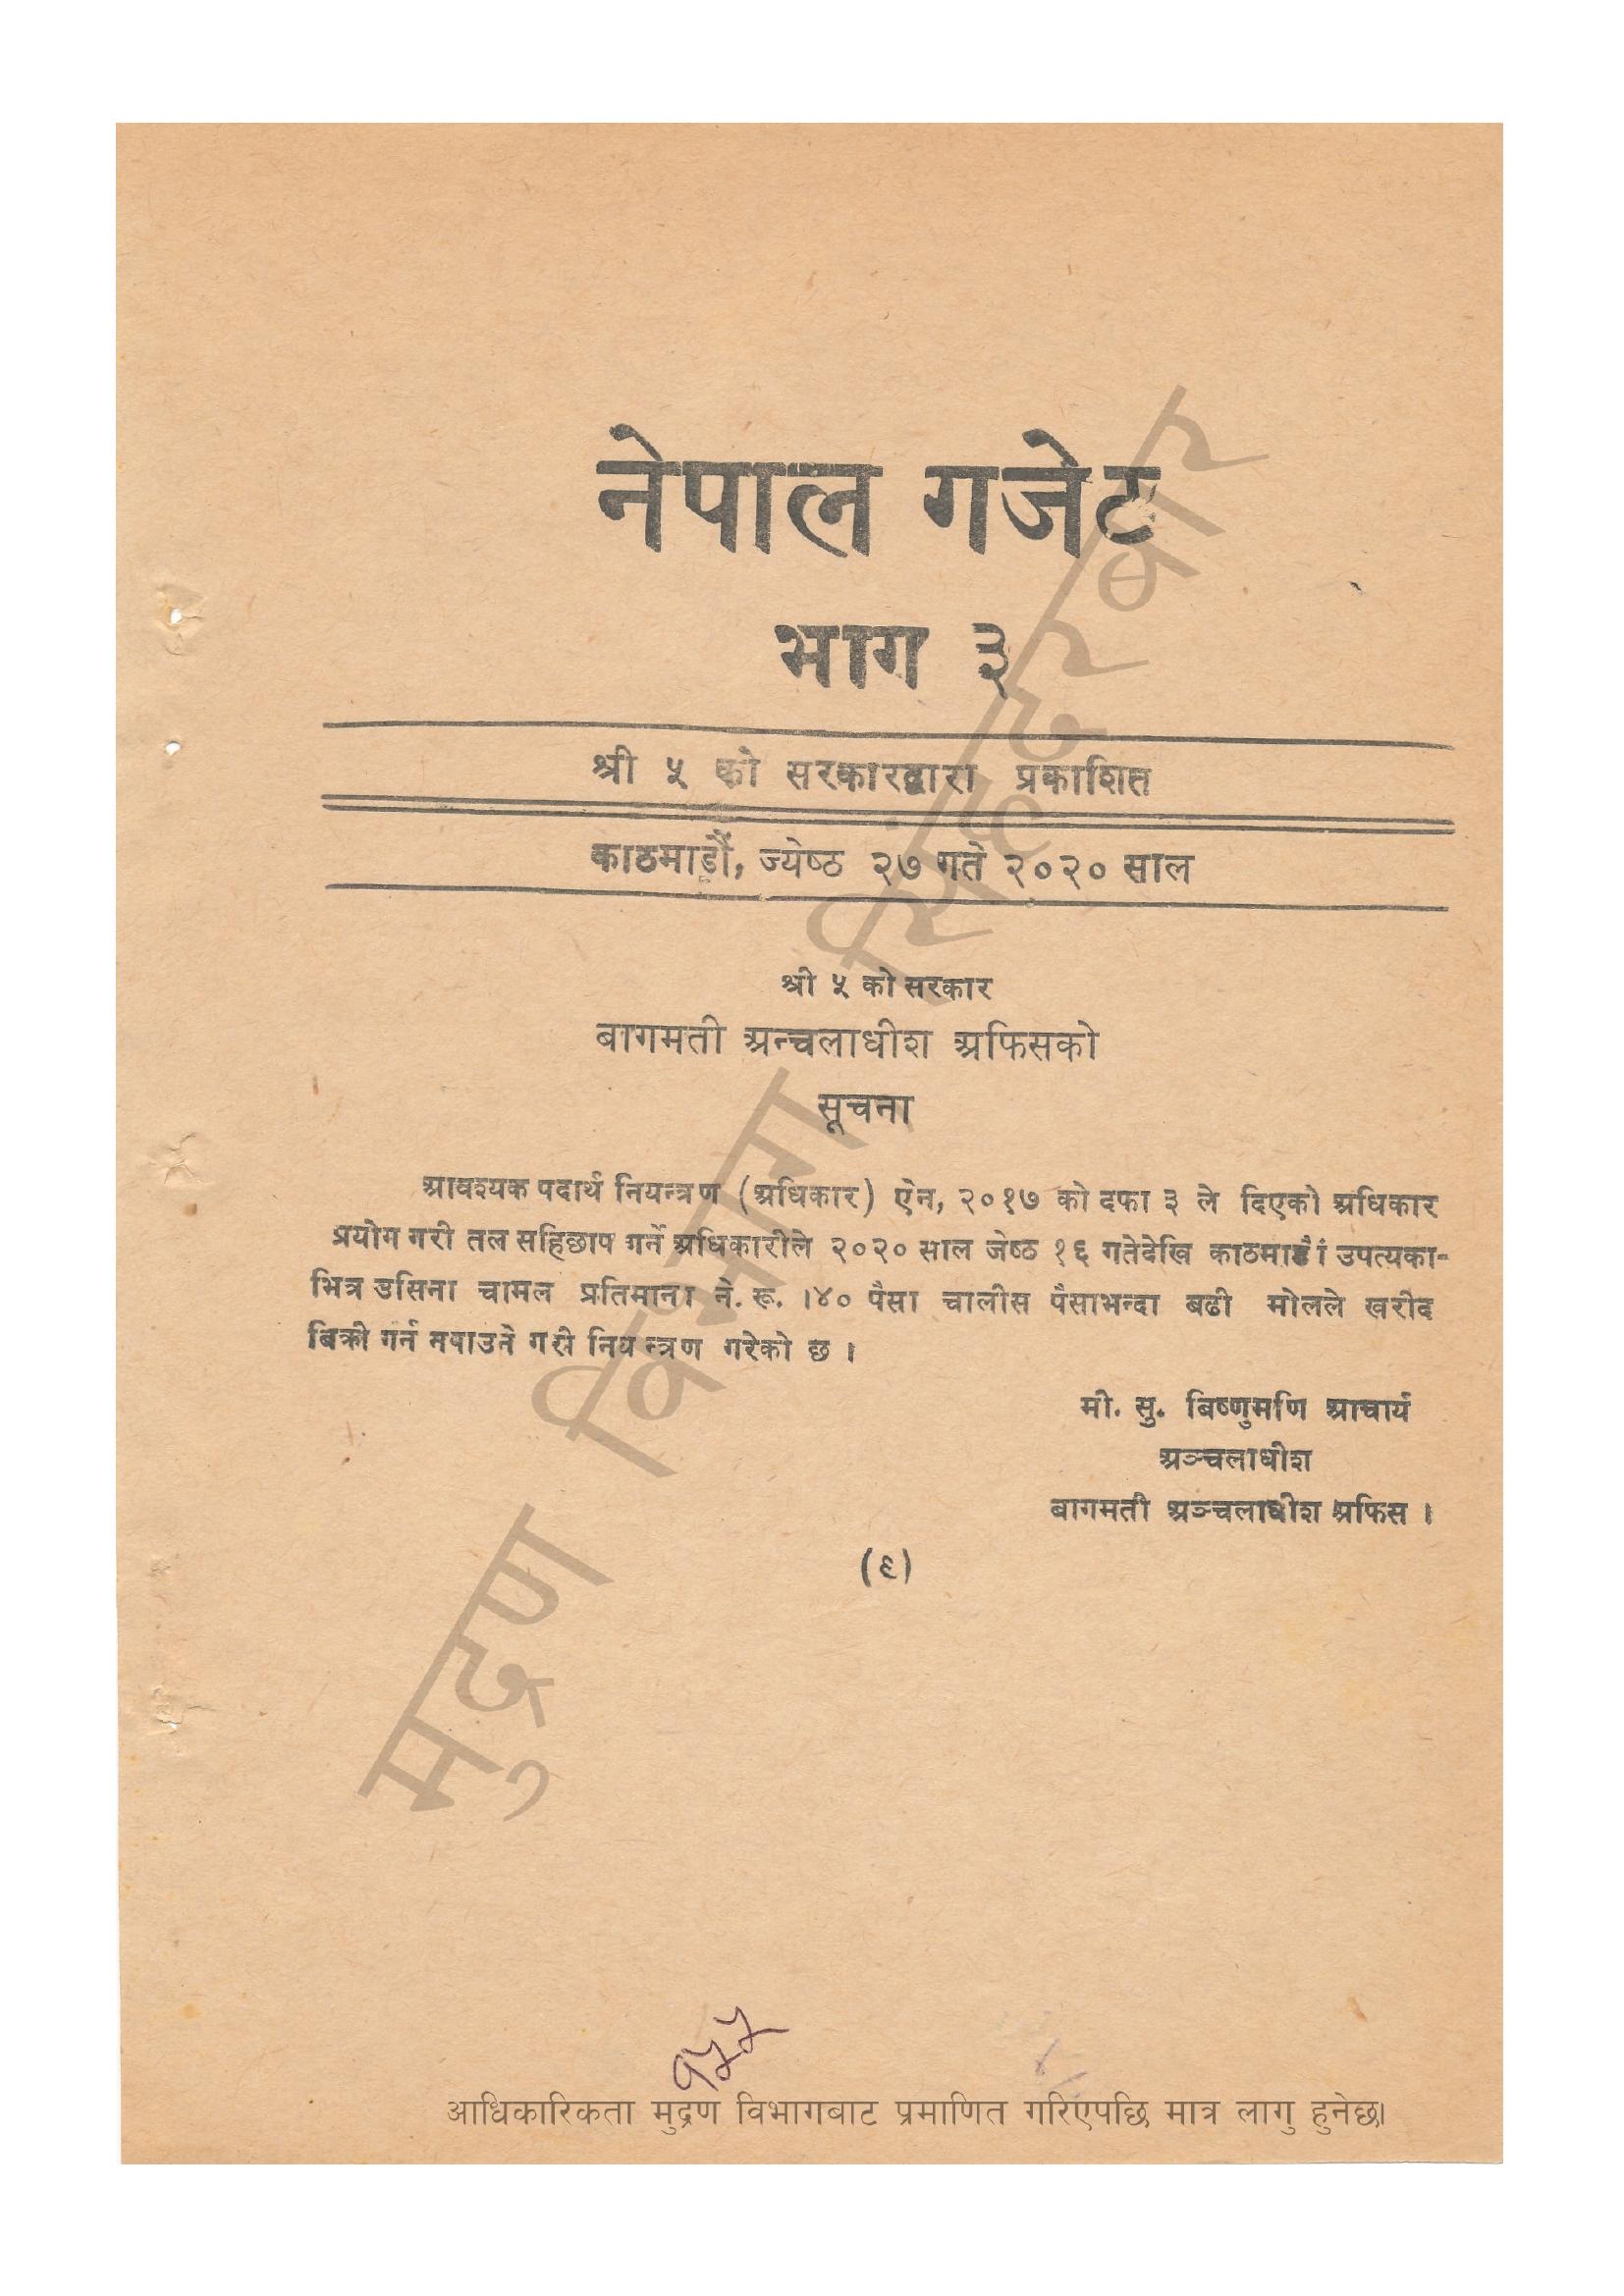 नेपाल गजेट
भाग ३
श्री ५ को सरकारद्वारा प्रकाशित
काठमाडौं, ज्येष्ठ २७ गते २०२० साल
श्री ५ को सरकार
बागमती अन्चलाधीश अफिसको
सूचना
आवश्यक पदार्थ नियन्त्रण (अधिकार) ऐन, २०१७ को दफा ३ ले दिएको अधिकार
प्रयोग गरी तल सहिछाप गर्ने अधिकारीले २०२० साल जेष्ठ १६ गतेदेखि काठमाडौं उपत्यका-
भित्र उसिना चामल प्रतिमाना ने. रू. ।४० पैसा चालीस पैसाभन्दा बढी मोलले खरीद
बिक्री गर्न नपाउने गरी नियन्त्रण गरेको छ ।
मी. सु. बिष्णुमणि आचार्य
अञ्चलाधीश
बागमती अञ्चलाधीश अफिस ।
(६)
१५५
मुद्रण विभाग सिंहदरबार
आधिकारिकता मुद्रण विभागबाट प्रमाणित गरिएपछि मात्र लागु हुनेछ।